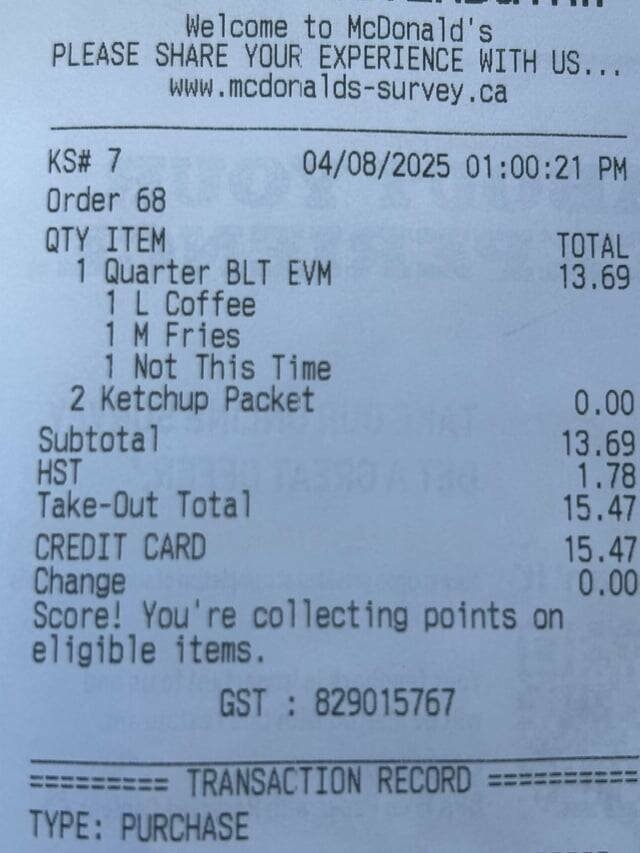 Welcome to McDonald's
PLEASE SHARE YOUR EXPERIENCE WITH US...
www.mcdonalds-survey.ca
KS# 7 04/08/2025 01:00:21 PM
Order 68
QTY ITEM TOTAL
1 Quarter BLT EVM 13.69
1 L Coffee
1 M Fries
1 Not This Time
2 Ketchup Packet 0.00
Subtotal 13.69
HST 1.78
Take-Out Total 15.47
CREDIT CARD 15.47
Change 0.00
Score! You're collecting points on
eligible items.
GST : 829015767
========= TRANSACTION RECORD ==========
TYPE: PURCHASE